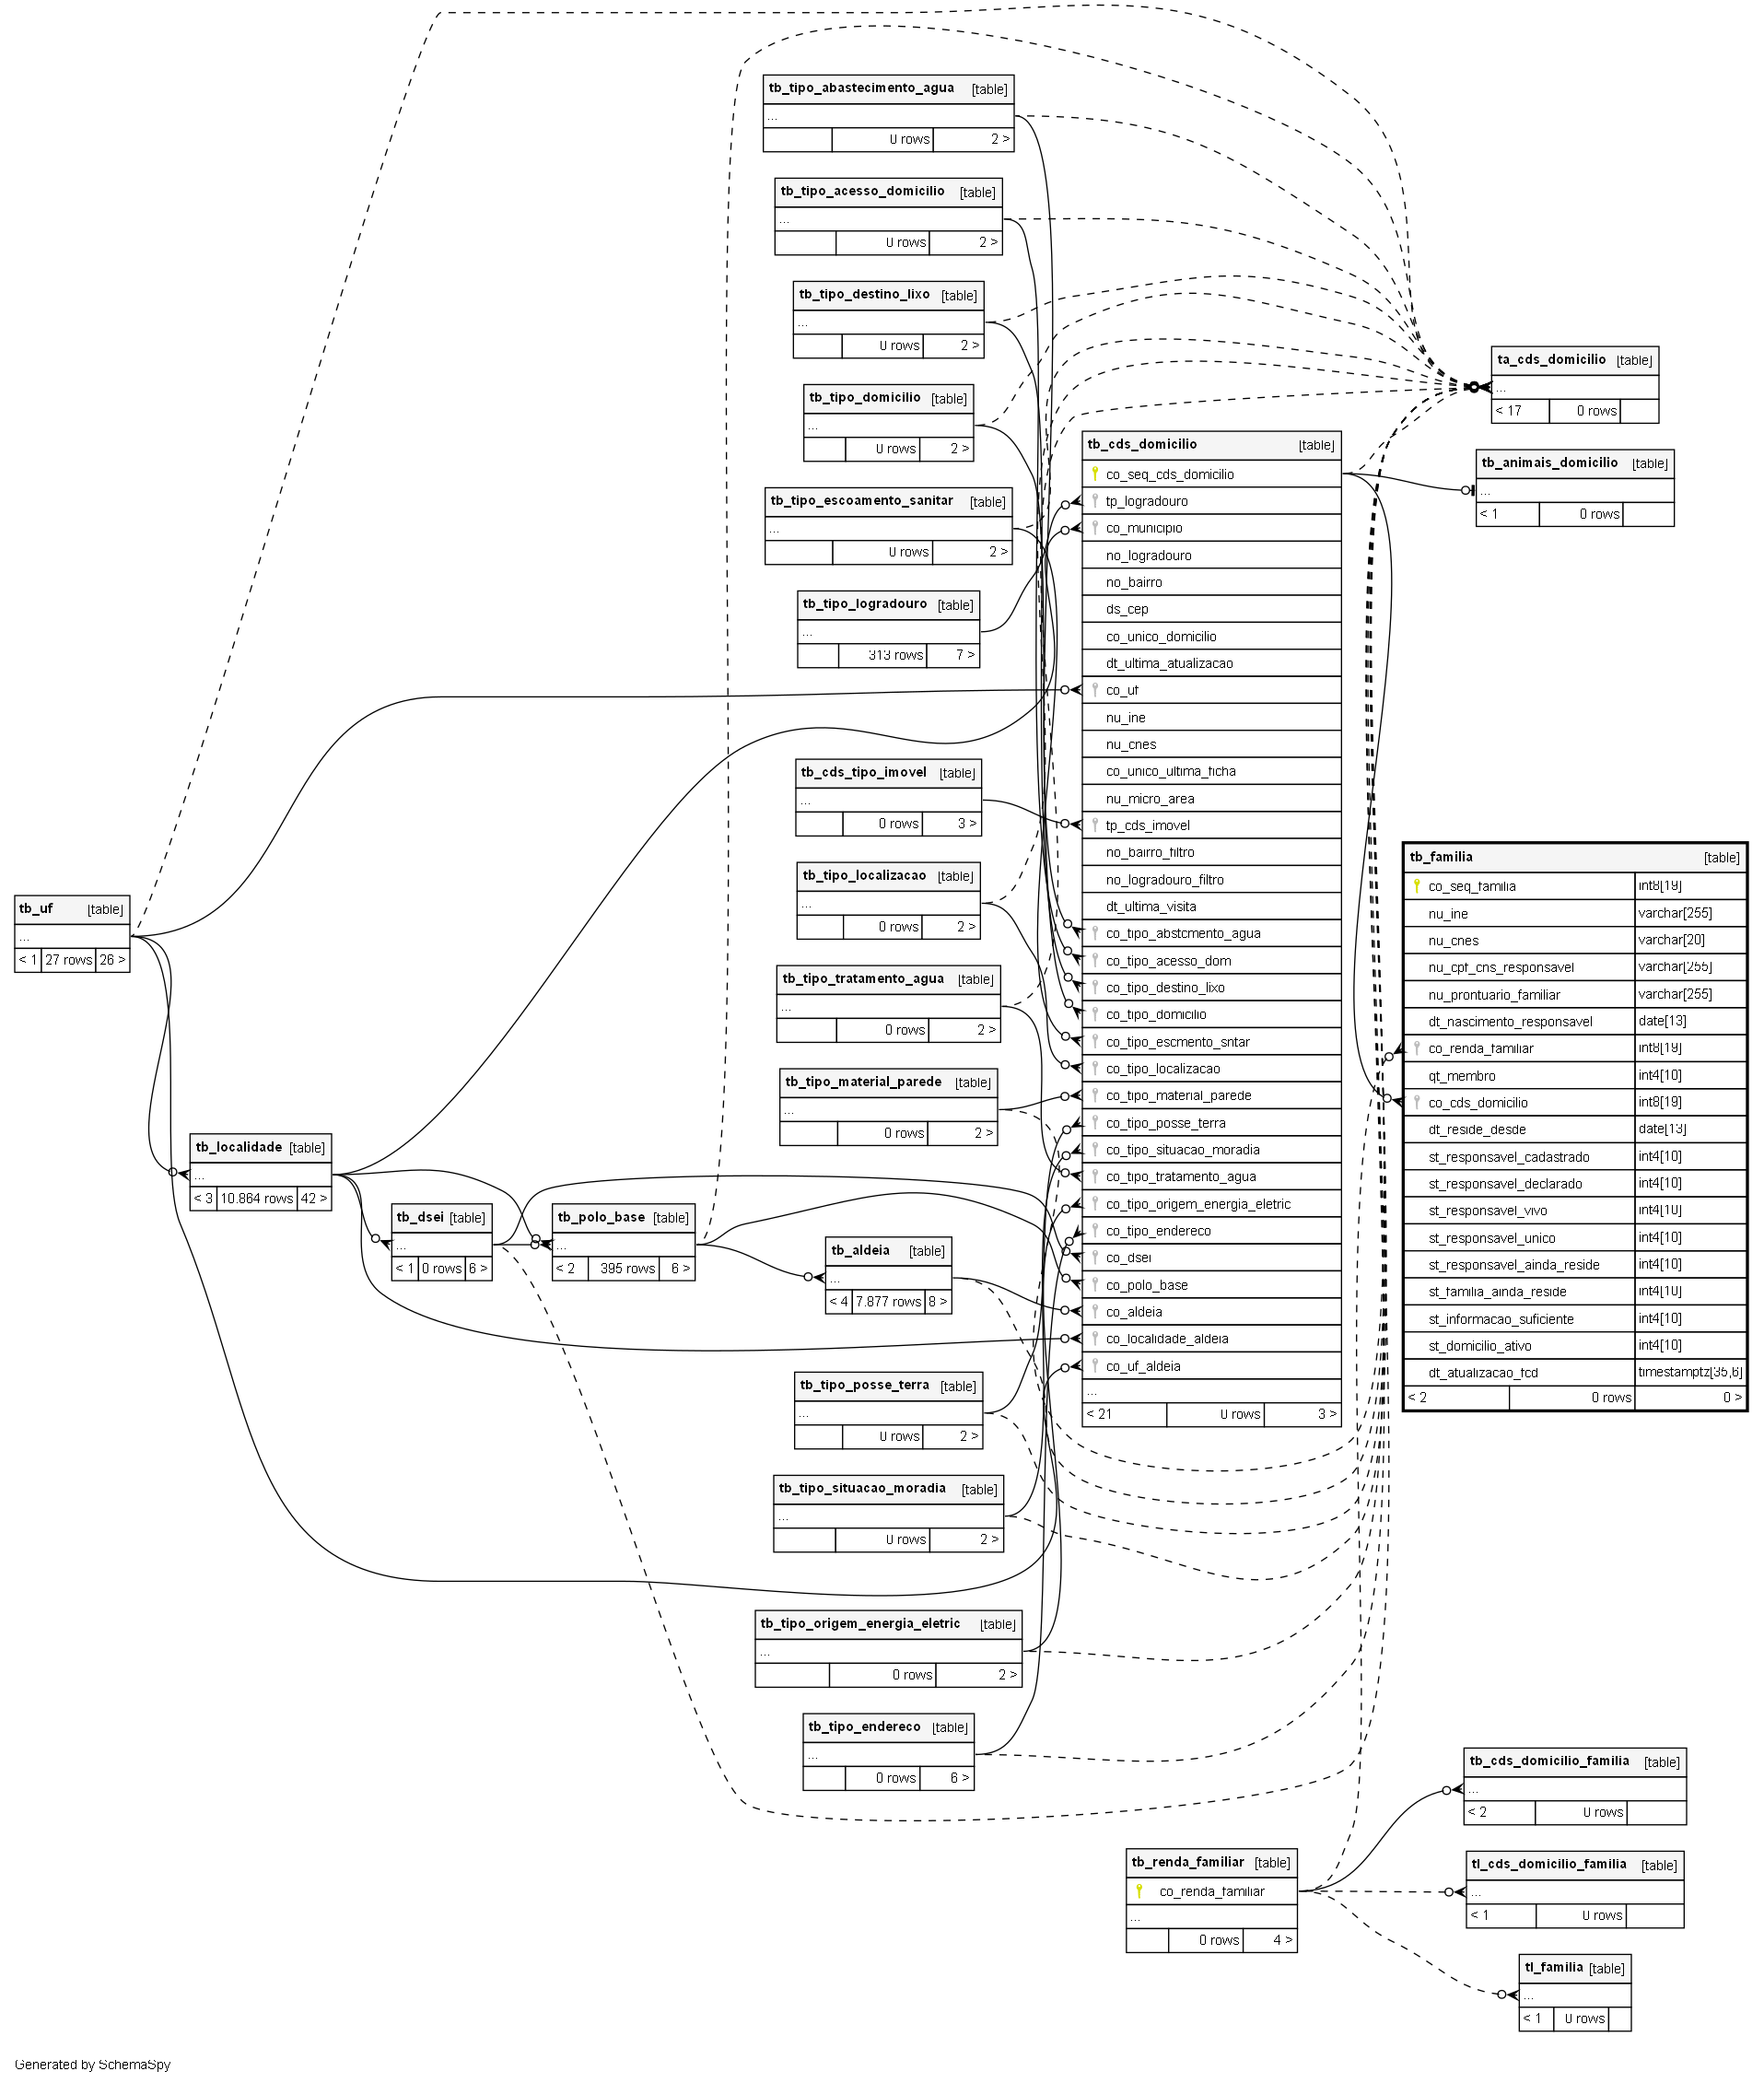 tb_tipo_abastecimento_agua [table]
...
0 rows 2 >
tb_tipo_acesso_domicilio [table]
...
0 rows 2 >
tb_tipo_destino_lixo [table]
...
0 rows 2 >
tb_tipo_domicilio [table]
...
0 rows 2 >
tb_tipo_escoamento_sanitar [table]
...
0 rows 2 >
tb_tipo_logradouro [table]
...
313 rows 7 >
tb_cds_tipo_imovel [table]
...
0 rows 3 >
tb_tipo_localizacao [table]
...
0 rows 2 >
tb_tipo_tratamento_agua [table]
...
0 rows 2 >
tb_tipo_material_parede [table]
...
0 rows 2 >
tb_uf [table]
...
< 1 27 rows 26 >
tb_localidade [table]
...
< 3 10.864 rows 42 >
tb_dsei [table]
...
< 1 0 rows 6 >
tb_polo_base [table]
...
< 2 395 rows 6 >
tb_aldeia [table]
...
< 4 7.877 rows 8 >
tb_tipo_posse_terra [table]
...
0 rows 2 >
tb_tipo_situacao_moradia [table]
...
0 rows 2 >
tb_tipo_origem_energia_eletric [table]
...
0 rows 2 >
tb_tipo_endereco [table]
...
0 rows 6 >
tb_cds_domicilio [table]
co_seq_cds_domicilio
tp_logradouro
co_municipio
no_logradouro
no_bairro
ds_cep
co_unico_domicilio
dt_ultima_atualizacao
co_uf
nu_ine
nu_cnes
co_unico_ultima_ficha
nu_micro_area
tp_cds_imovel
no_bairro_filtro
no_logradouro_filtro
dt_ultima_visita
co_tipo_abstcmento_agua
co_tipo_acesso_dom
co_tipo_destino_lixo
co_tipo_domicilio
co_tipo_escmento_sntar
co_tipo_localizacao
co_tipo_material_parede
co_tipo_posse_terra
co_tipo_situacao_moradia
co_tipo_tratamento_agua
co_tipo_origem_energia_eletric
co_tipo_endereco
co_dsei
co_polo_base
co_aldeia
co_localidade_aldeia
co_uf_aldeia
...
< 21 0 rows 3 >
ta_cds_domicilio [table]
...
< 17 0 rows
tb_animais_domicilio [table]
...
< 1 0 rows
tb_familia [table]
co_seq_familia int8[19]
nu_ine varchar[255]
nu_cnes varchar[20]
nu_cpf_cns_responsavel varchar[255]
nu_prontuario_familiar varchar[255]
dt_nascimento_responsavel date[13]
co_renda_familiar int8[19]
qt_membro int4[10]
co_cds_domicilio int8[19]
dt_reside_desde date[13]
st_responsavel_cadastrado int4[10]
st_responsavel_declarado int4[10]
st_responsavel_vivo int4[10]
st_responsavel_unico int4[10]
st_responsavel_ainda_reside int4[10]
st_familia_ainda_reside int4[10]
st_informacao_suficiente int4[10]
st_domicilio_ativo int4[10]
dt_atualizacao_fcd timestamptz[35,6]
< 2 0 rows 0 >
tb_renda_familiar [table]
co_renda_familiar
...
0 rows 4 >
tb_cds_domicilio_familia [table]
...
< 2 0 rows
tl_cds_domicilio_familia [table]
...
< 1 0 rows
tl_familia [table]
...
< 1 0 rows
Generated by SchemaSpy